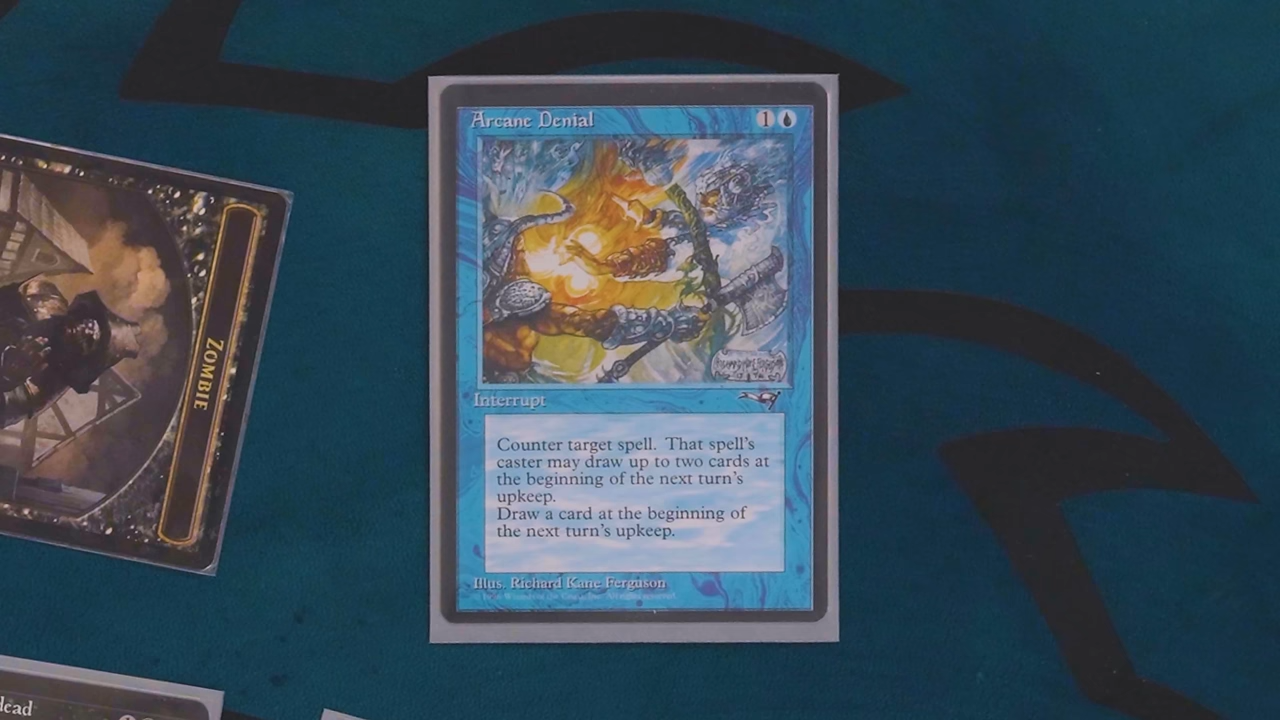 Arcane Denial 1
ZOMBIE
Interrupt
Counter target spell. That spell's
caster may draw up to two cards at
the beginning of the next turn's
upkeep.
Draw a card at the beginning of
the next turn's upkeep.
Illus. Richard Kane Ferguson